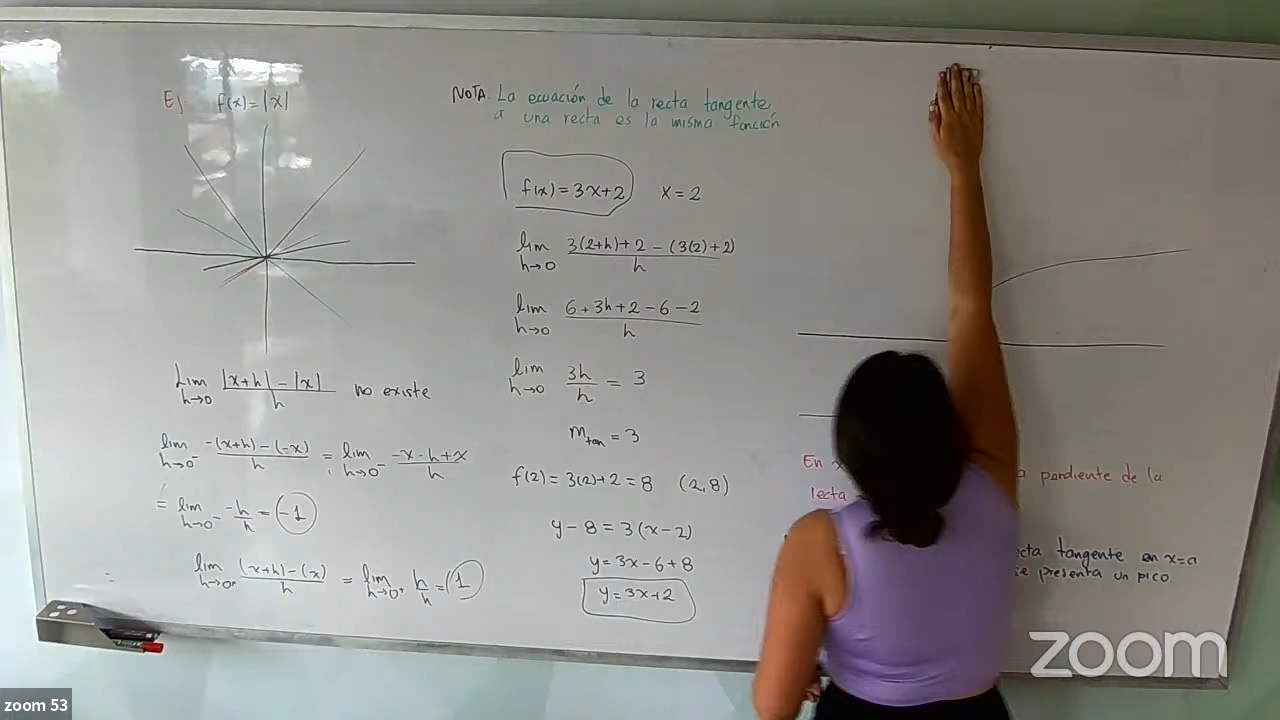 Ej f(x)=|x|
Lim h→0 |x+h|-|x| / h no existe
lim h→0⁻ -(x+h)-(-x) / h = lim h→0⁻ -x-h+x / h
= lim h→0⁻ -h/h = -1
lim h→0⁺ (x+h)-(x) / h = lim h→0⁺ h/h = 1
NOTA: La ecuación de la recta tangente
a una recta es la misma función
f(x)=3x+2 x=2
lim h→0 3(2+h)+2-(3(2)+2) / h
lim h→0 6+3h+2-6-2 / h
lim h→0 3h/h = 3
m tan = 3
f(2)=3(2)+2=8 (2,8)
y-8=3(x-2)
y=3x-6+8
y=3x+2
En pendiente de la
recta
tangente en x=a
se presenta un pico
zoom
zoom 53